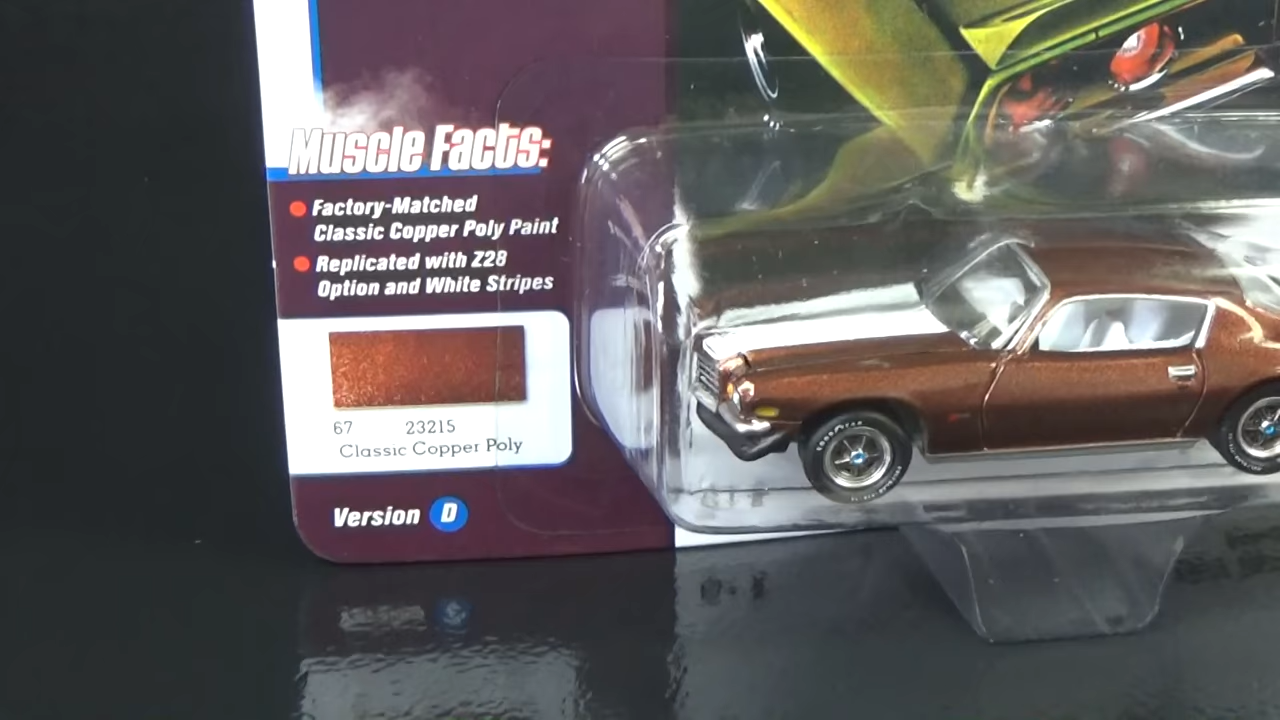 Muscle Facts:
Factory-Matched
Classic Copper Poly Paint
Replicated with Z28
Option and White Stripes
67 23215
Classic Copper Poly
Version D
GOODYEAR